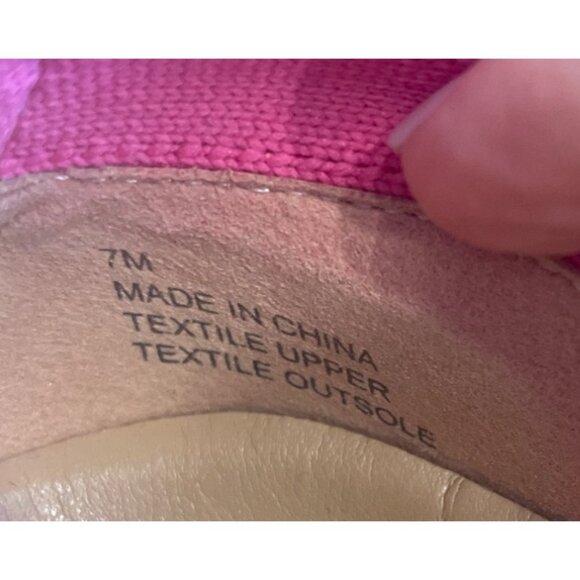 7M
MADE IN CHINA
TEXTILE UPPER
TEXTILE OUTSOLE